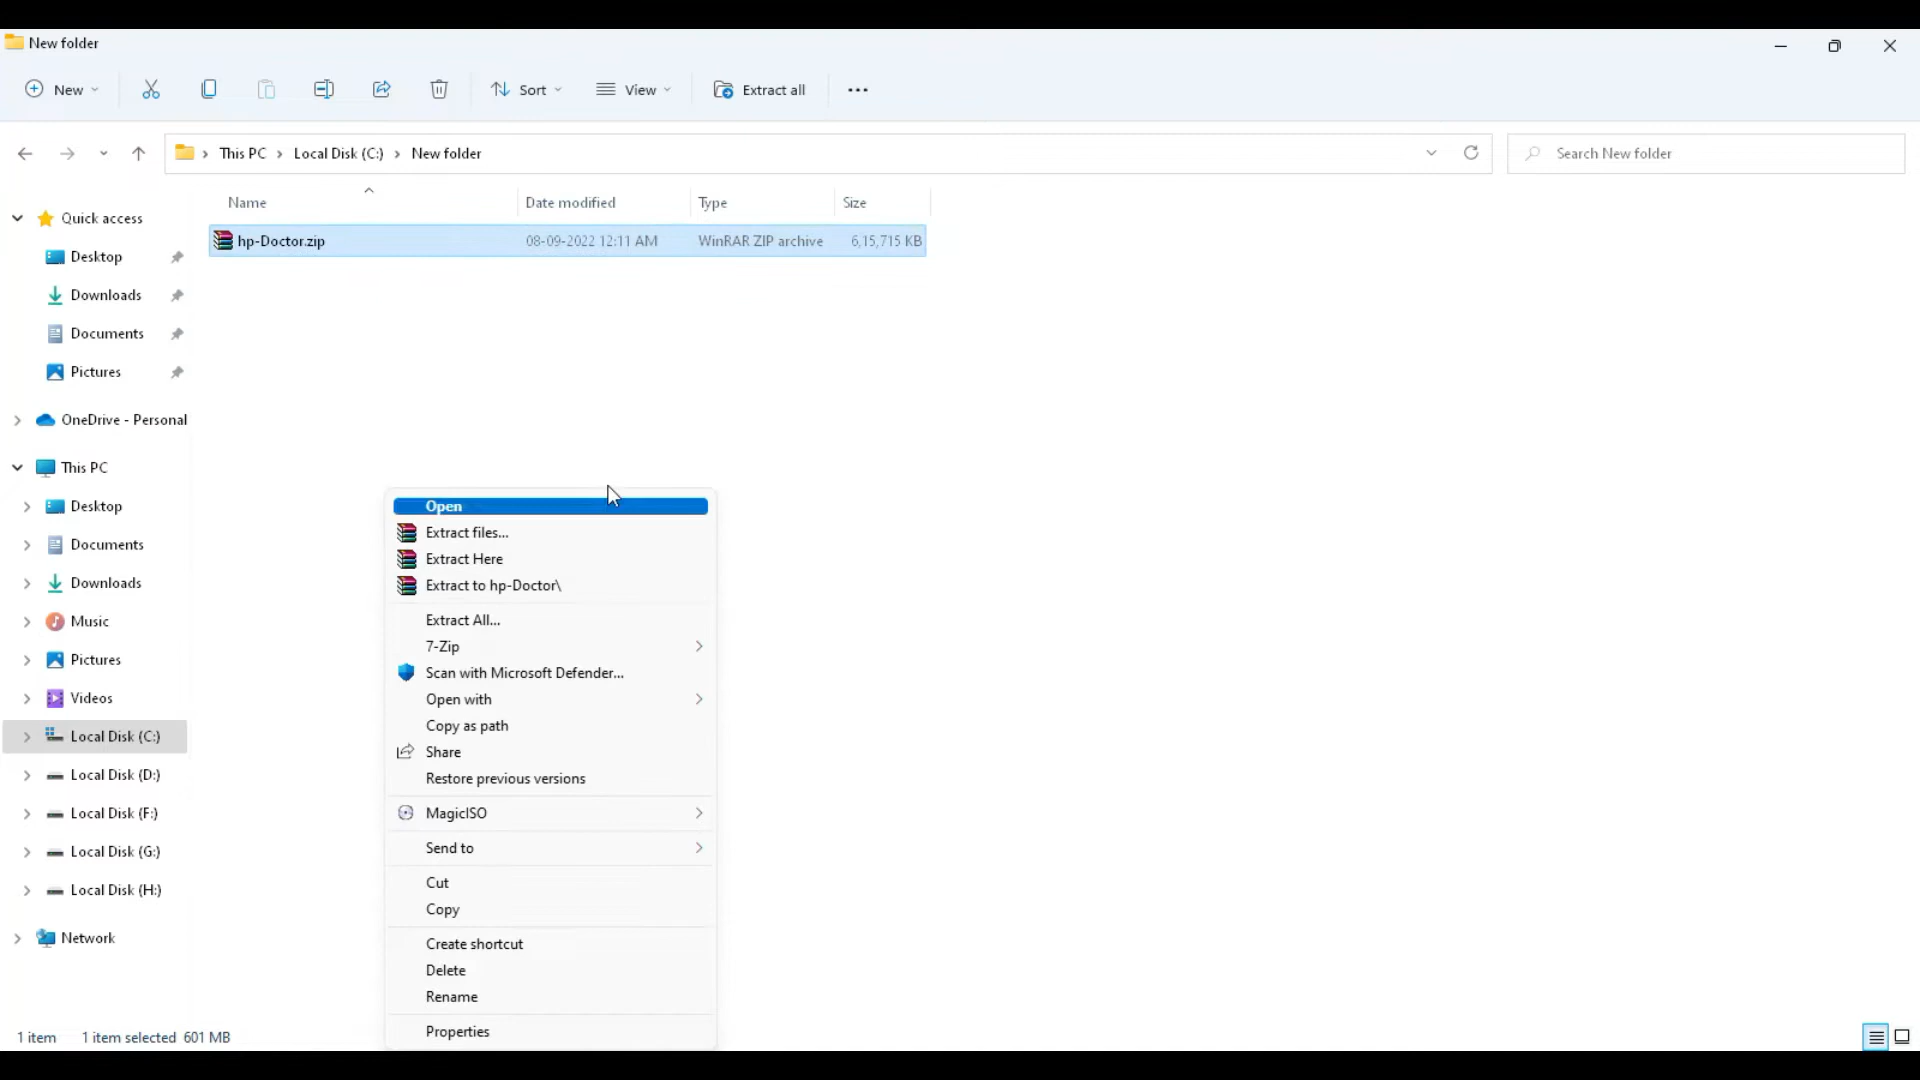 New folder
New
Sort
View
Extract all
This PC > Local Disk (C:) > New folder
Search New folder
Name Date modified Type Size
hp-Doctor.zip 08-09-2022 12:11 AM WinRAR ZIP archive 6,15,715 KB
Quick access
Desktop
Downloads
Documents
Pictures
OneDrive - Personal
This PC
Desktop
Documents
Downloads
Music
Pictures
Videos
Local Disk (C:)
Local Disk (D:)
Local Disk (F:)
Local Disk (G:)
Local Disk (H:)
Network
Open
Extract files...
Extract Here
Extract to hp-Doctor\
Extract All...
7-Zip
Scan with Microsoft Defender...
Open with
Copy as path
Share
Restore previous versions
MagicISO
Send to
Cut
Copy
Create shortcut
Delete
Rename
Properties
1 item 1 item selected 601 MB